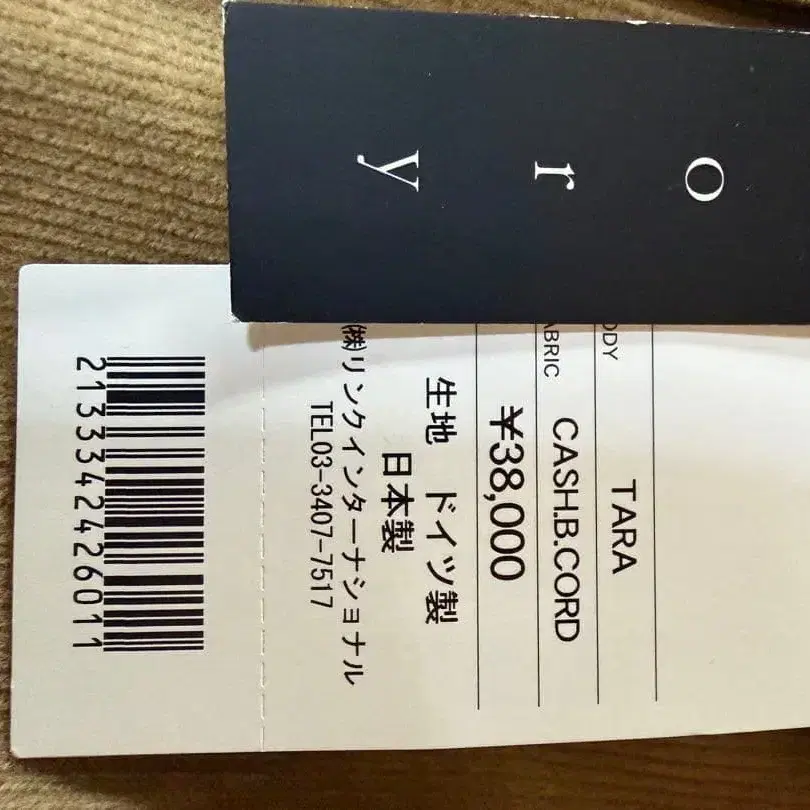 o
r
y
ODY TARA
ABRIC CASH.B.CORD
¥38,000
生地 ドイツ製
日本製
㈱リンクインターナショナル
TEL03-3407-7517
2133342426011